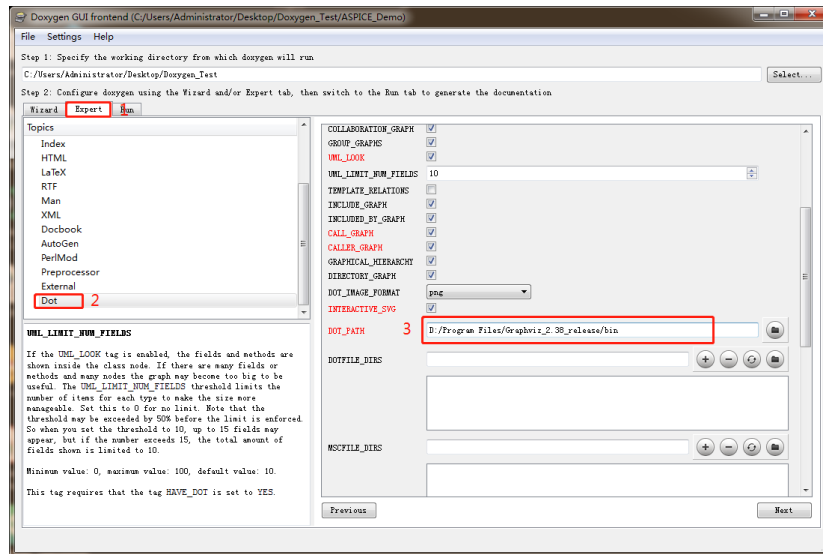 Doxygen GUI frontend (C:/Users/Administrator/Desktop/Doxygen_Test/ASPICE_Demo)
File Settings Help
Step 1: Specify the working directory from which doxygen will run
C:/Users/Administrator/Desktop/Doxygen_Test
Select...
Step 2: Configure doxygen using the Wizard and/or Expert tab, then switch to the Run tab to generate the documentation
Wizard Expert 1 Run
Topics
Index
HTML
LaTeX
RTF
Man
XML
Docbook
AutoGen
PerlMod
Preprocessor
External
Dot 2
UML_LIMIT_NUM_FIELDS
If the UML_LOOK tag is enabled, the fields and methods are
shown inside the class node. If there are many fields or
methods and many nodes the graph may become too big to be
useful. The UML_LIMIT_NUM_FIELDS threshold limits the
number of items for each type to make the size more
manageable. Set this to 0 for no limit. Note that the
threshold may be exceeded by 50% before the limit is enforced.
So when you set the threshold to 10, up to 15 fields may
appear, but if the number exceeds 15, the total amount of
fields shown is limited to 10.
Minimum value: 0, maximum value: 100, default value: 10.
This tag requires that the tag HAVE_DOT is set to YES.
COLLABORATION_GRAPH
GROUP_GRAPHS
UML_LOOK
UML_LIMIT_NUM_FIELDS 10
TEMPLATE_RELATIONS
INCLUDE_GRAPH
INCLUDED_BY_GRAPH
CALL_GRAPH
CALLER_GRAPH
GRAPHICAL_HIERARCHY
DIRECTORY_GRAPH
DOT_IMAGE_FORMAT png
INTERACTIVE_SVG
DOT_PATH 3 D:/Program Files/Graphviz_2.38_release/bin
DOTFILE_DIRS
MSCFILE_DIRS
Previous
Next